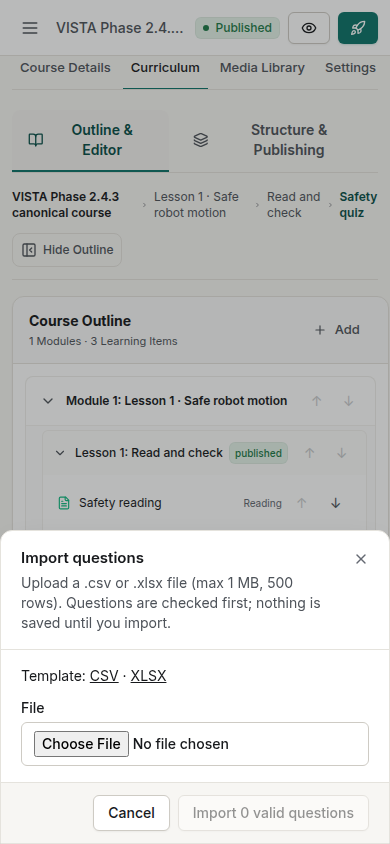 VISTA Phase 2.4.... Published
Course Details Curriculum Media Library Settings
Outline &
Editor
Structure &
Publishing
VISTA Phase 2.4.3
canonical course
Lesson 1 · Safe
robot motion
Read and
check
Safety
quiz
Hide Outline
Course Outline
1 Modules · 3 Learning Items
Add
Module 1: Lesson 1 · Safe robot motion
Lesson 1: Read and check published
Safety reading Reading
Import questions
Upload a .csv or .xlsx file (max 1 MB, 500
rows). Questions are checked first; nothing is
saved until you import.
Template: CSV · XLSX
File
Choose File No file chosen
Cancel Import 0 valid questions